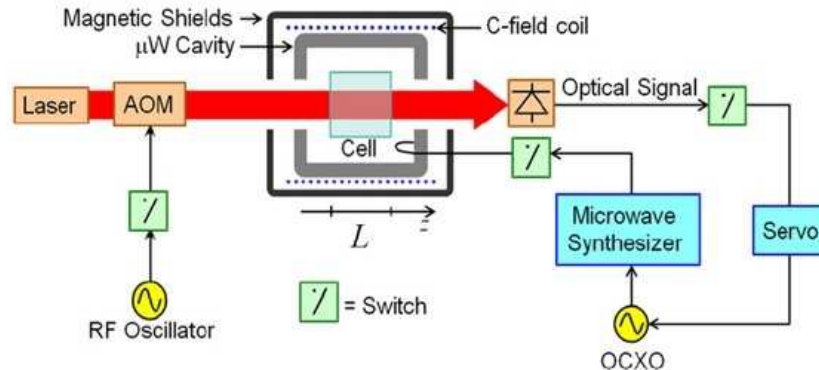 Magnetic Shields
μW Cavity
C-field coil
Laser
AOM
Cell
Optical Signal
L
z
Microwave
Synthesizer
Servo
RF Oscillator
= Switch
OCXO